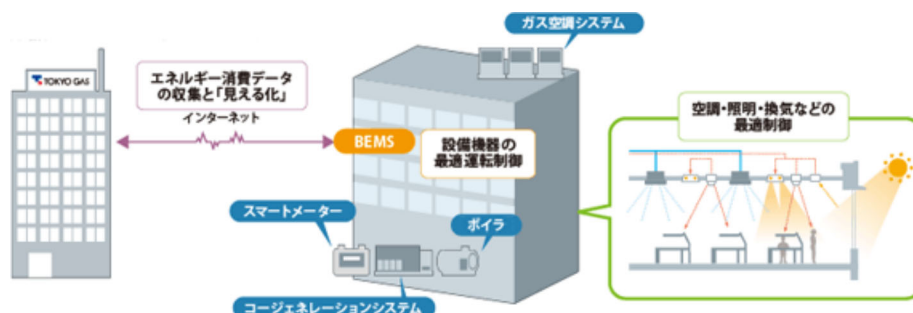 ガス空調システム
TOKYO GAS
エネルギー消費データ
の収集と「見える化」
インターネット
BEMS
設備機器の
最適運転制御
空調・照明・換気などの
最適制御
スマートメーター
ボイラ
コージェネレーションシステム